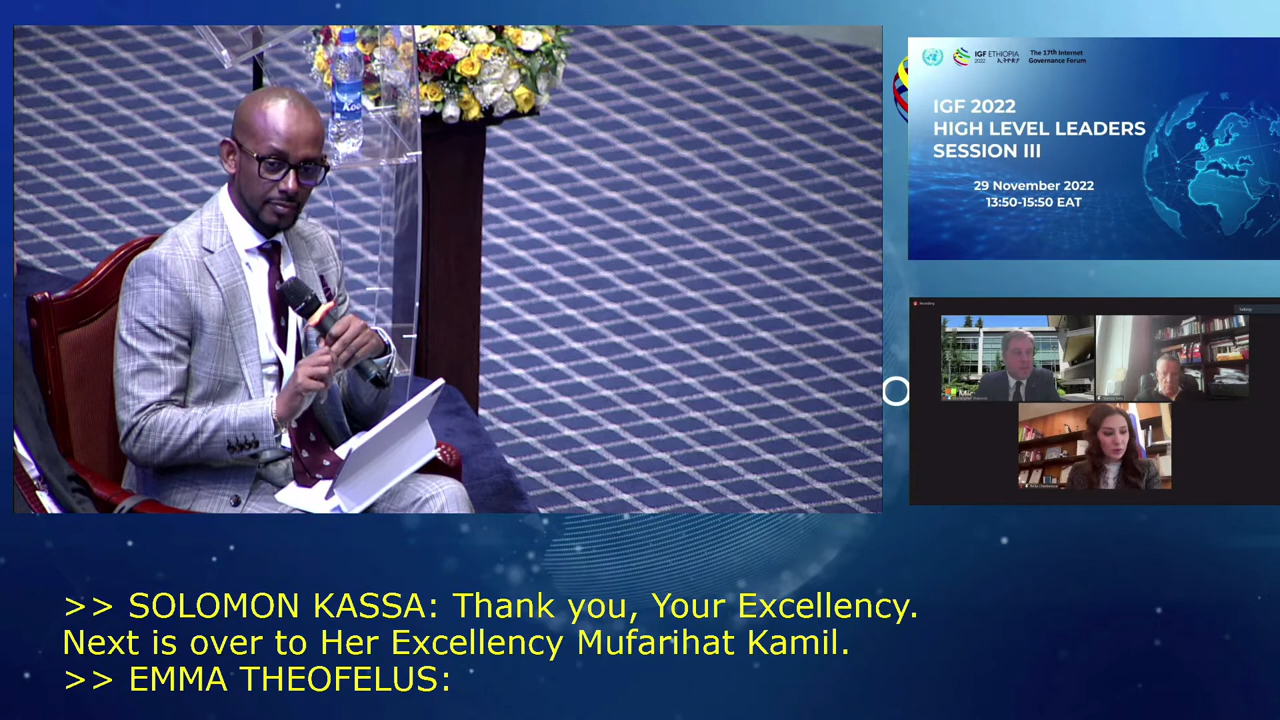 IGF ETHIOPIA
2022 ኢትዮጵያ
The 17th Internet
Governance Forum
IGF 2022
HIGH LEVEL LEADERS
SESSION III
29 November 2022
13:50-15:50 EAT
O
>> SOLOMON KASSA: Thank you, Your Excellency.
Next is over to Her Excellency Mufarihat Kamil.
>> EMMA THEOFELUS: